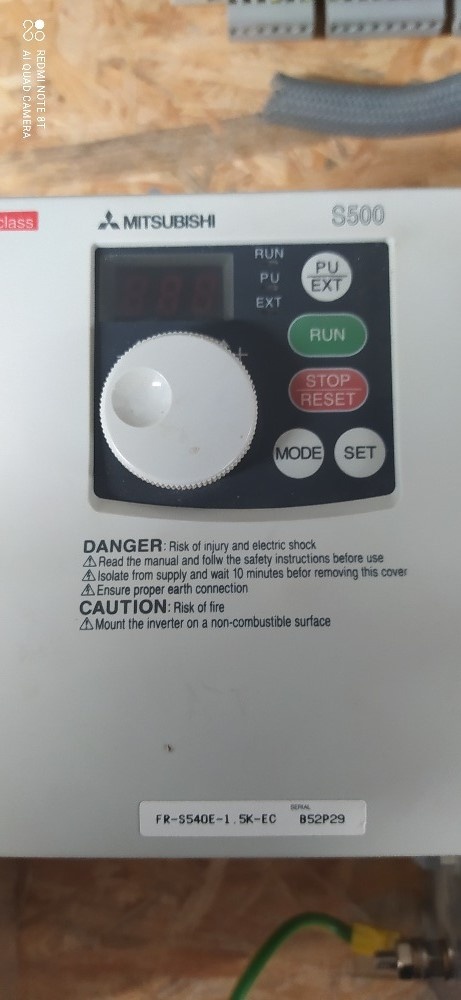 REDMI NOTE 8T
AI QUAD CAMERA
class
MITSUBISHI
S500
RUN
PU
EXT
PU
EXT
RUN
STOP
RESET
MODE
SET
DANGER: Risk of injury and electric shock
Read the manual and follw the safety instructions before use
Isolate from supply and wait 10 minutes befor removing this cover
Ensure proper earth connection
CAUTION: Risk of fire
Mount the inverter on a non-combustible surface
SERIAL
FR-S540E-1.5K-EC B52P29